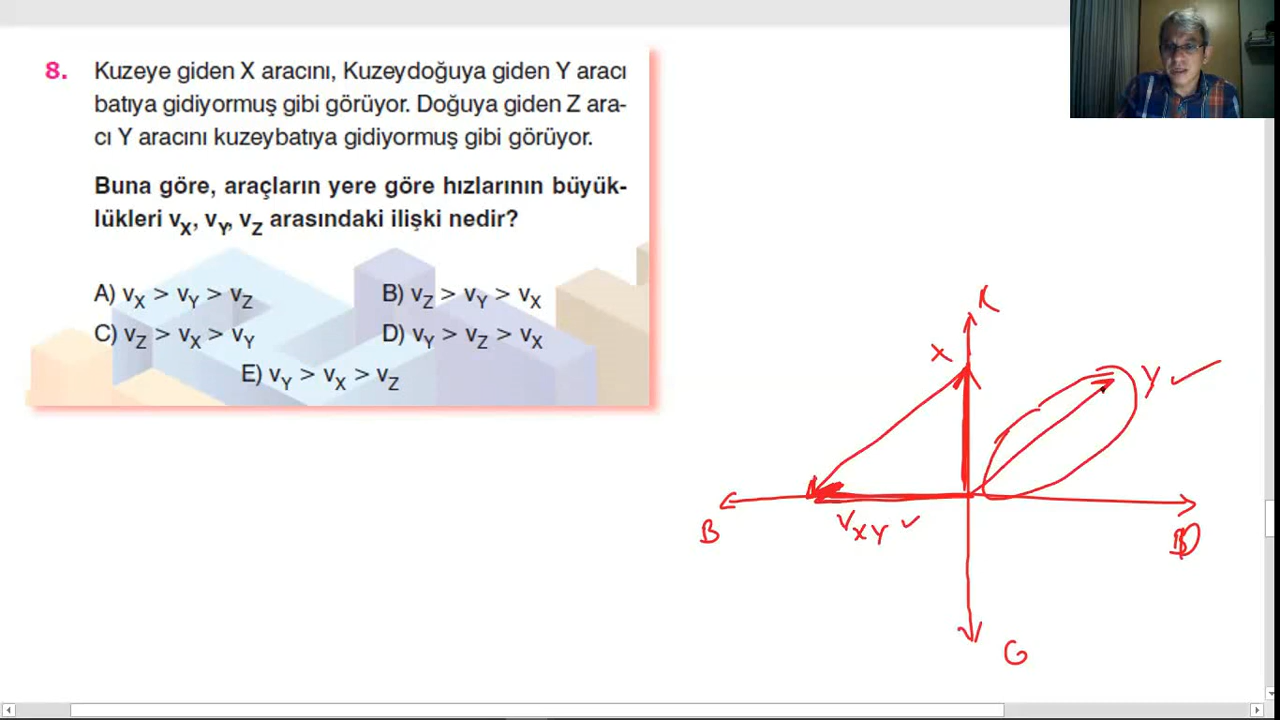 8. Kuzeye giden X aracını, Kuzeydoğuya giden Y aracı
batıya gidiyormuş gibi görüyor. Doğuya giden Z ara-
cı Y aracını kuzeybatıya gidiyormuş gibi görüyor.
Buna göre, araçların yere göre hızlarının büyük-
lükleri vX, vY, vZ arasındaki ilişki nedir?
A) vX > vY > vZ
B) vZ > vY > vX
C) vZ > vX > vY
D) vY > vZ > vX
E) vY > vX > vZ
K
X
Y
B
VXY
D
G